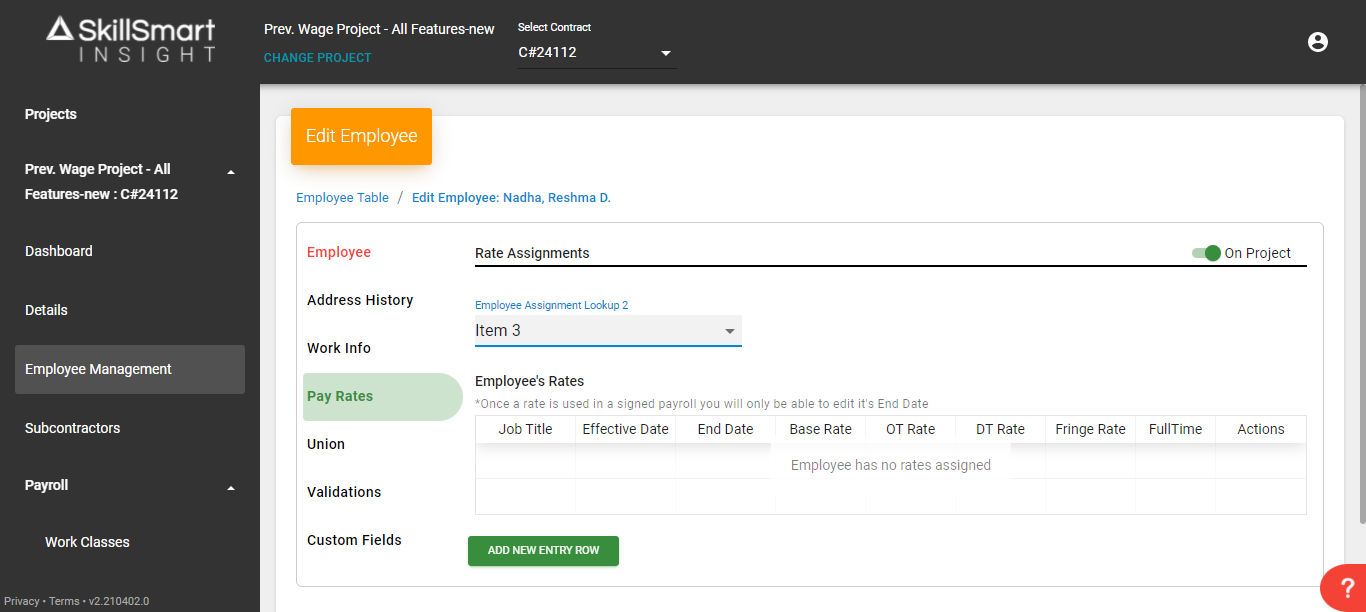 SkillSmart
INSIGHT
Prev. Wage Project - All Features-new
CHANGE PROJECT
Select Contract
C#24112
Projects
Prev. Wage Project - All
Features-new : C#24112
Dashboard
Details
Employee Management
Subcontractors
Payroll
Work Classes
Privacy • Terms • v2.210402.0
Edit Employee
Employee Table / Edit Employee: Nadha, Reshma D.
Employee
Address History
Work Info
Pay Rates
Union
Validations
Custom Fields
Rate Assignments
On Project
Employee Assignment Lookup 2
Item 3
Employee's Rates
*Once a rate is used in a signed payroll you will only be able to edit it's End Date
Job Title Effective Date End Date Base Rate OT Rate DT Rate Fringe Rate FullTime Actions
Employee has no rates assigned
ADD NEW ENTRY ROW
?